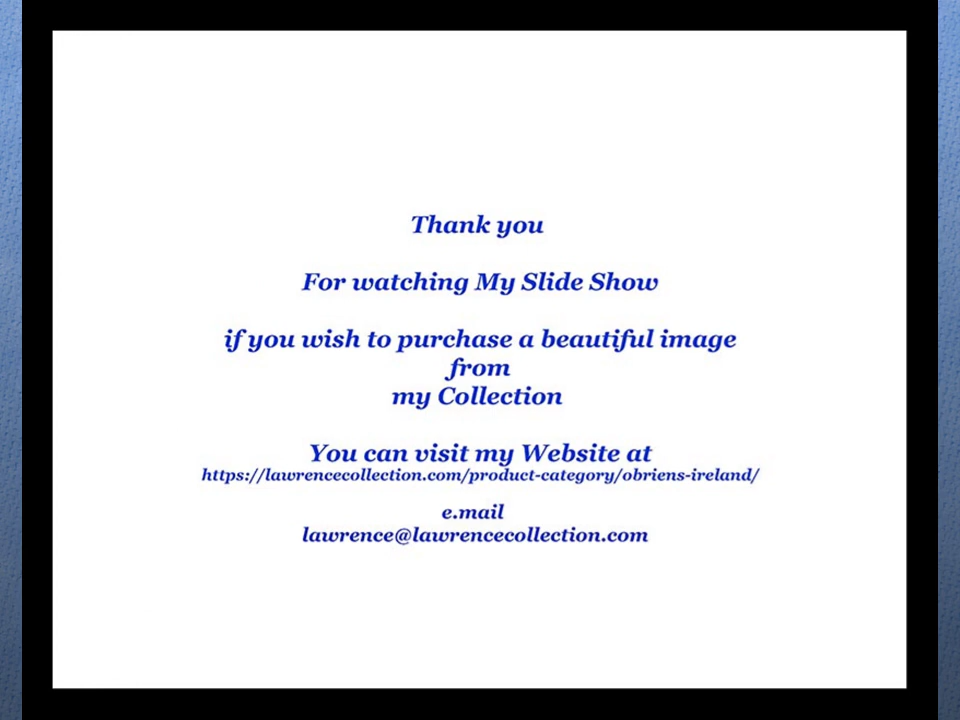 Thank you
For watching My Slide Show
if you wish to purchase a beautiful image
from
my Collection
You can visit my Website at
https://lawrencecollection.com/product-category/obriens-ireland/
e.mail
lawrence@lawrencecollection.com